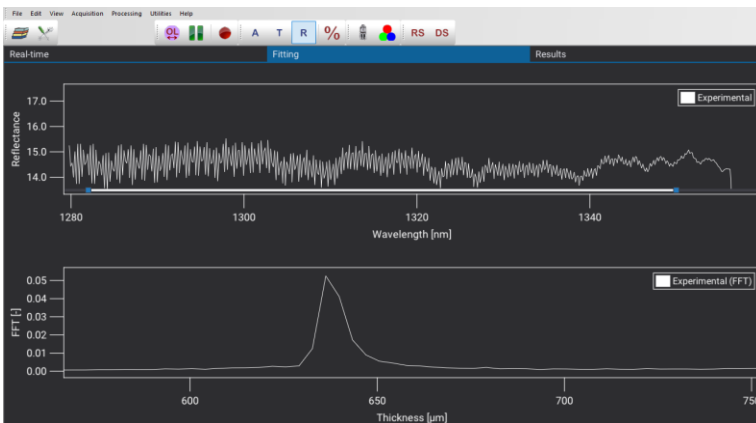 File Edit View Acquisition Processing Utilities Help
OL A T R % RS DS
Real-time Fitting Results
Experimental
17.0
16.0
15.0
14.0
Reflectance
1280 1300 1320 1340
Wavelength [nm]
Experimental (FFT)
0.05
0.04
0.03
0.02
0.01
0.00
FFT [-]
600 650 700 750
Thickness [μm]